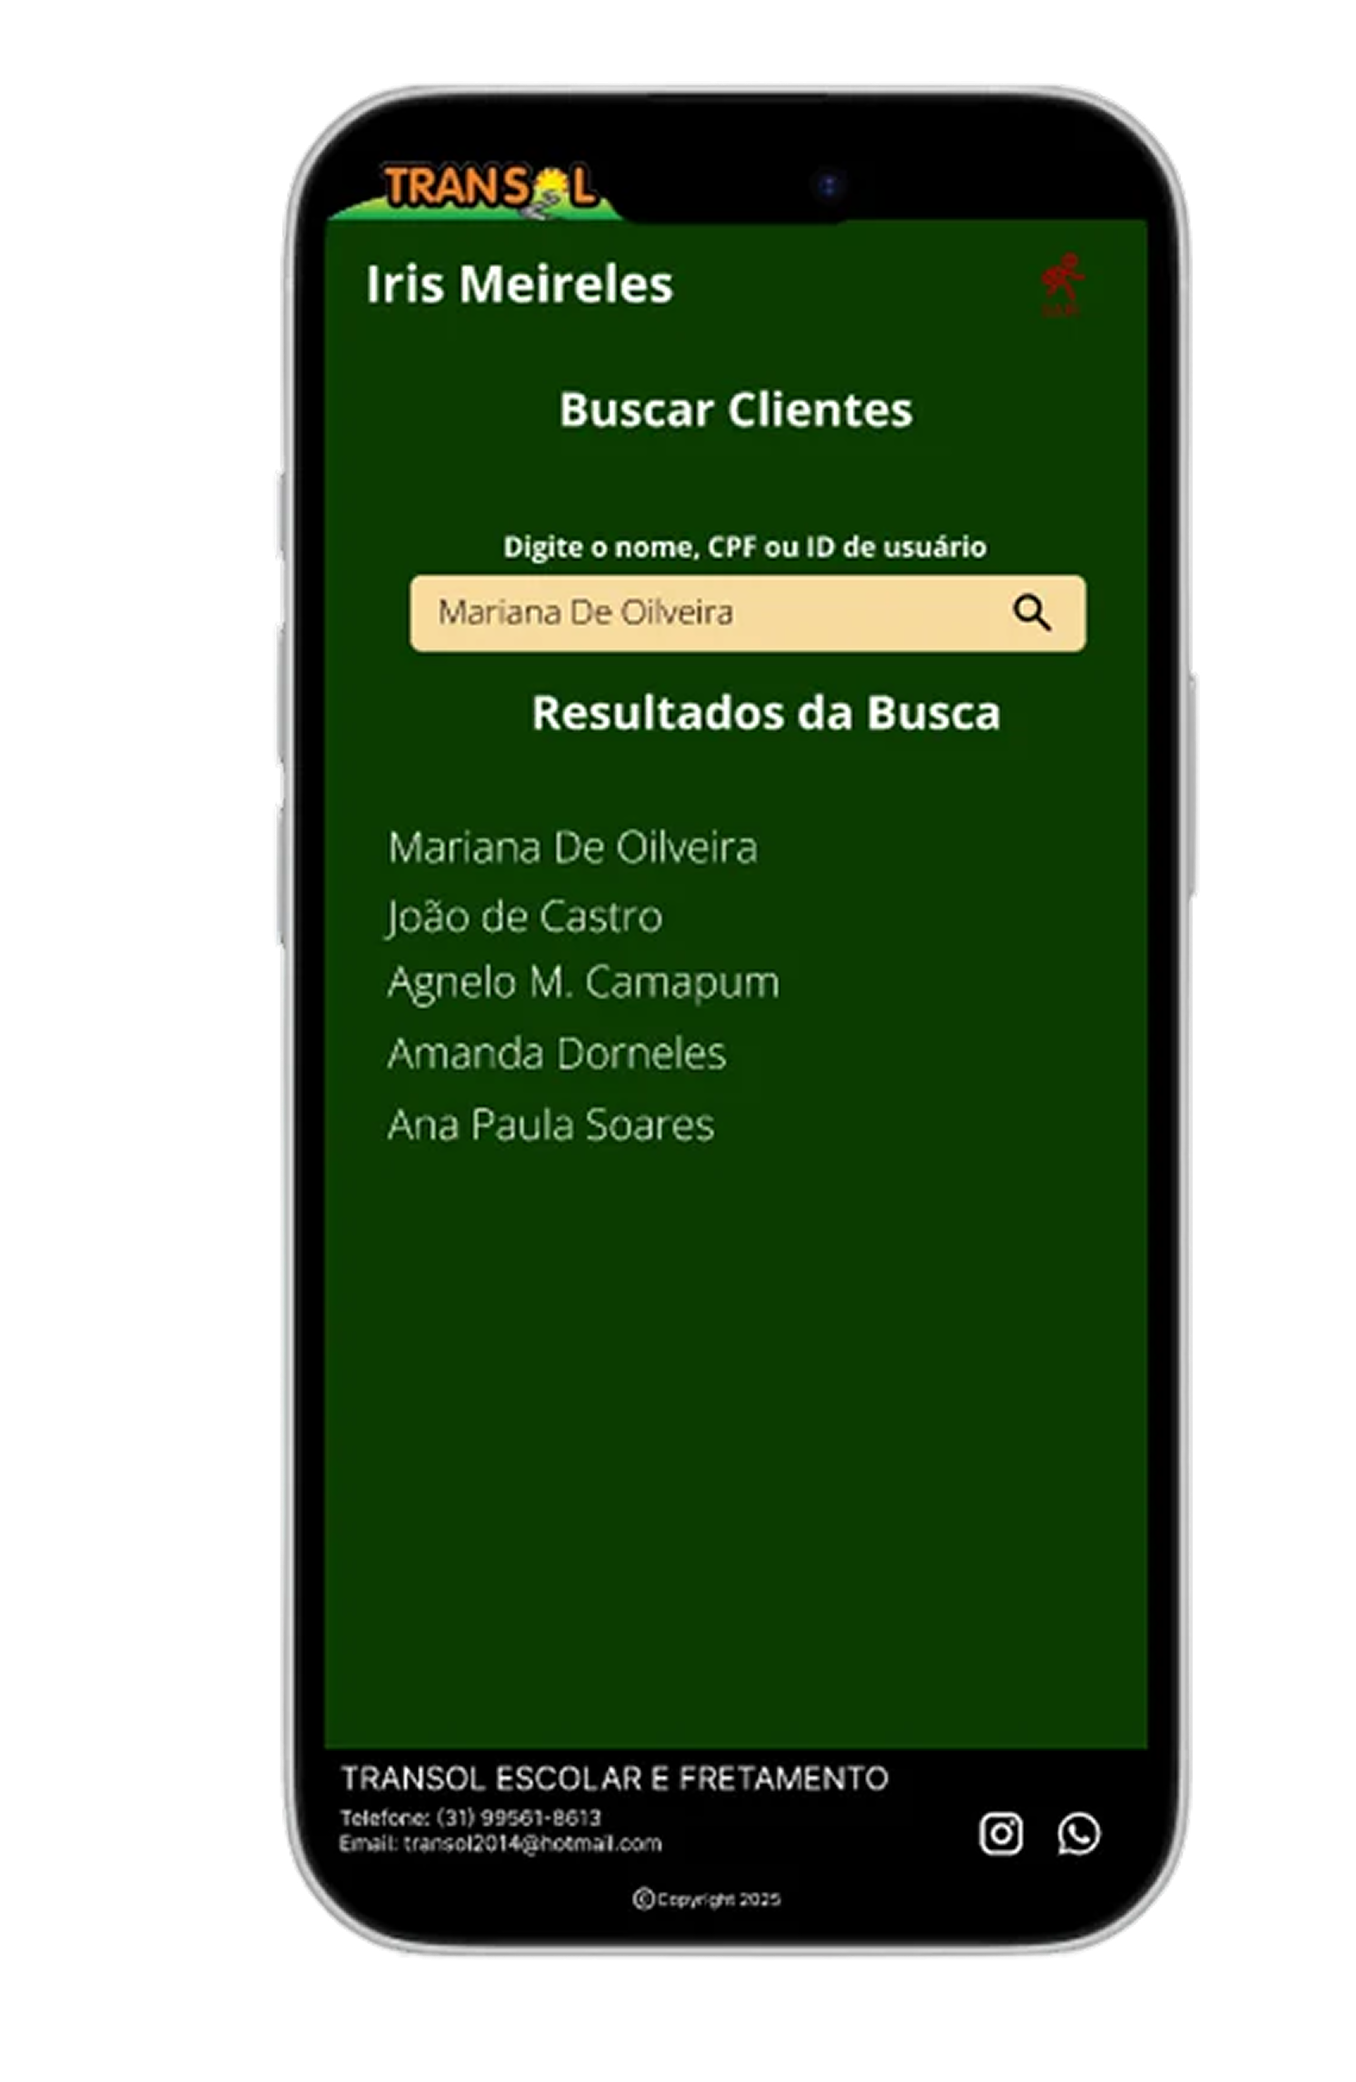 TRANSOL
Iris Meireles
Buscar Clientes
Digite o nome, CPF ou ID de usuário
Mariana De Oilveira
Resultados da Busca
Mariana De Oilveira
João de Castro
Agnelo M. Camapum
Amanda Dorneles
Ana Paula Soares
TRANSOL ESCOLAR E FRETAMENTO
Telefone: (31) 99561-8613
Email: transol2014@hotmail.com
©Copyright 2025